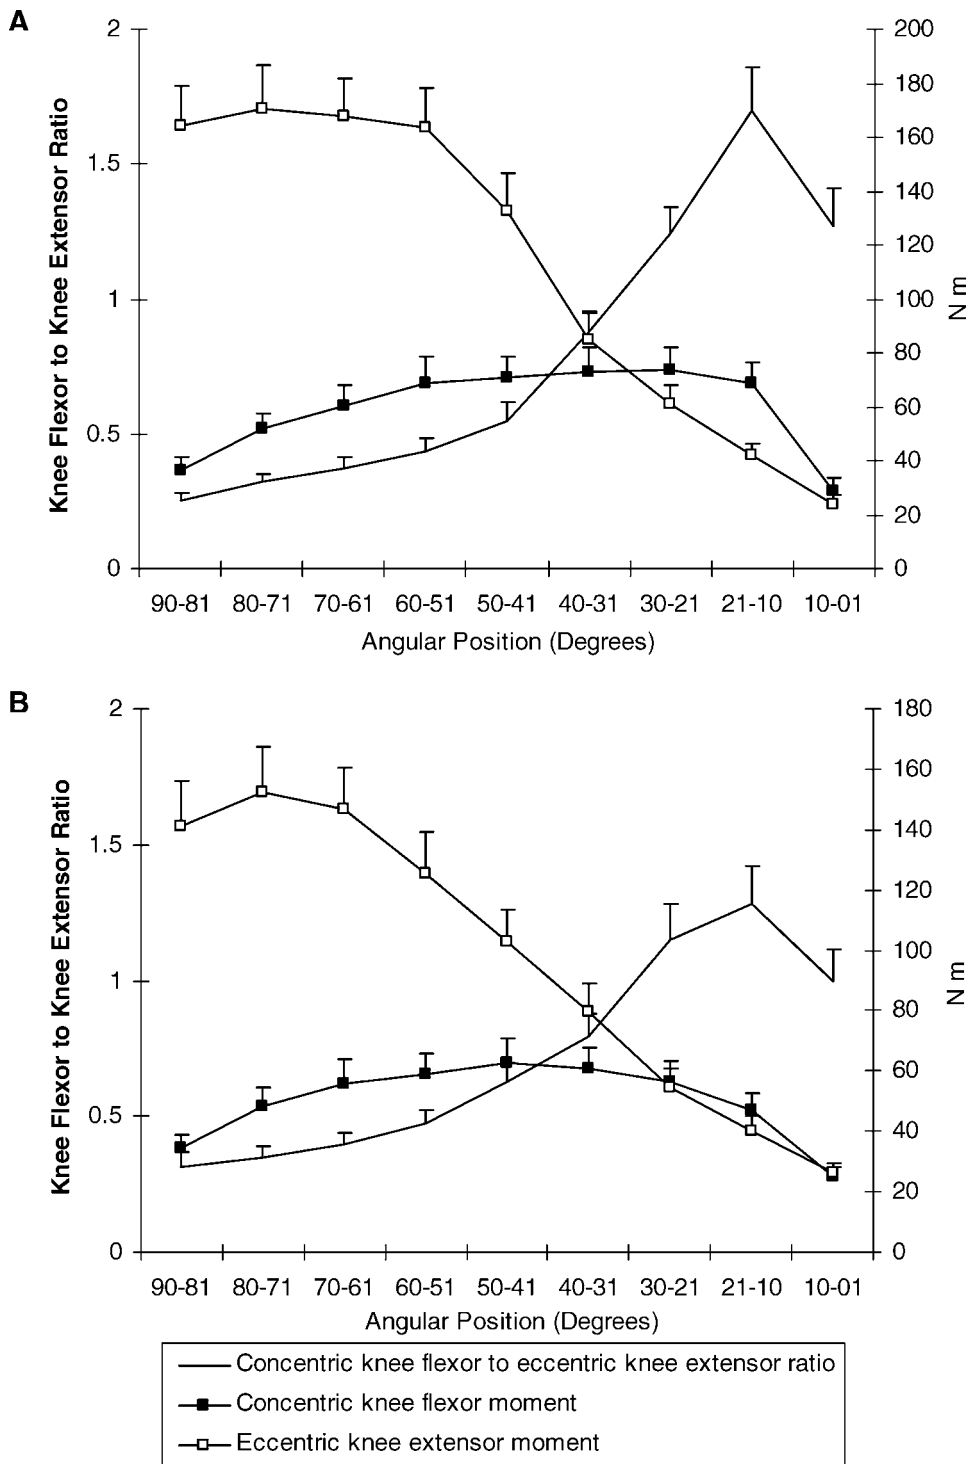 A
Knee Flexor to Knee Extensor Ratio
2
1.5
1
0.5
0
200
180
160
140
120
100
80
60
40
20
0
N m
90-81 80-71 70-61 60-51 50-41 40-31 30-21 21-10 10-01
Angular Position (Degrees)
B
Knee Flexor to Knee Extensor Ratio
2
1.5
1
0.5
0
180
160
140
120
100
80
60
40
20
0
N m
90-81 80-71 70-61 60-51 50-41 40-31 30-21 21-10 10-01
Angular Position (Degrees)
Concentric knee flexor to eccentric knee extensor ratio
Concentric knee flexor moment
Eccentric knee extensor moment